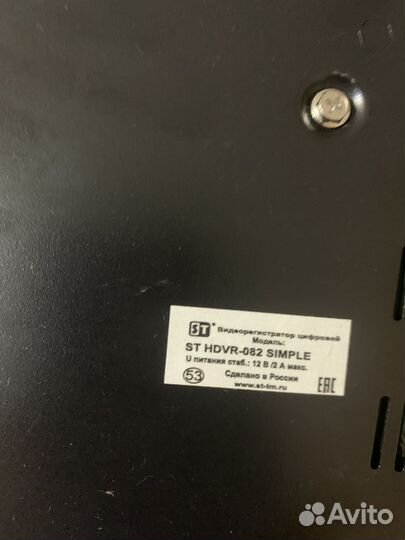 ST® Видеорегистратор цифровой
Модель:
ST HDVR-082 SIMPLE
U питания стаб.: 12 В /2 А макс.
53 Сделано в России
www.st-tm.ru
EAC
Avito